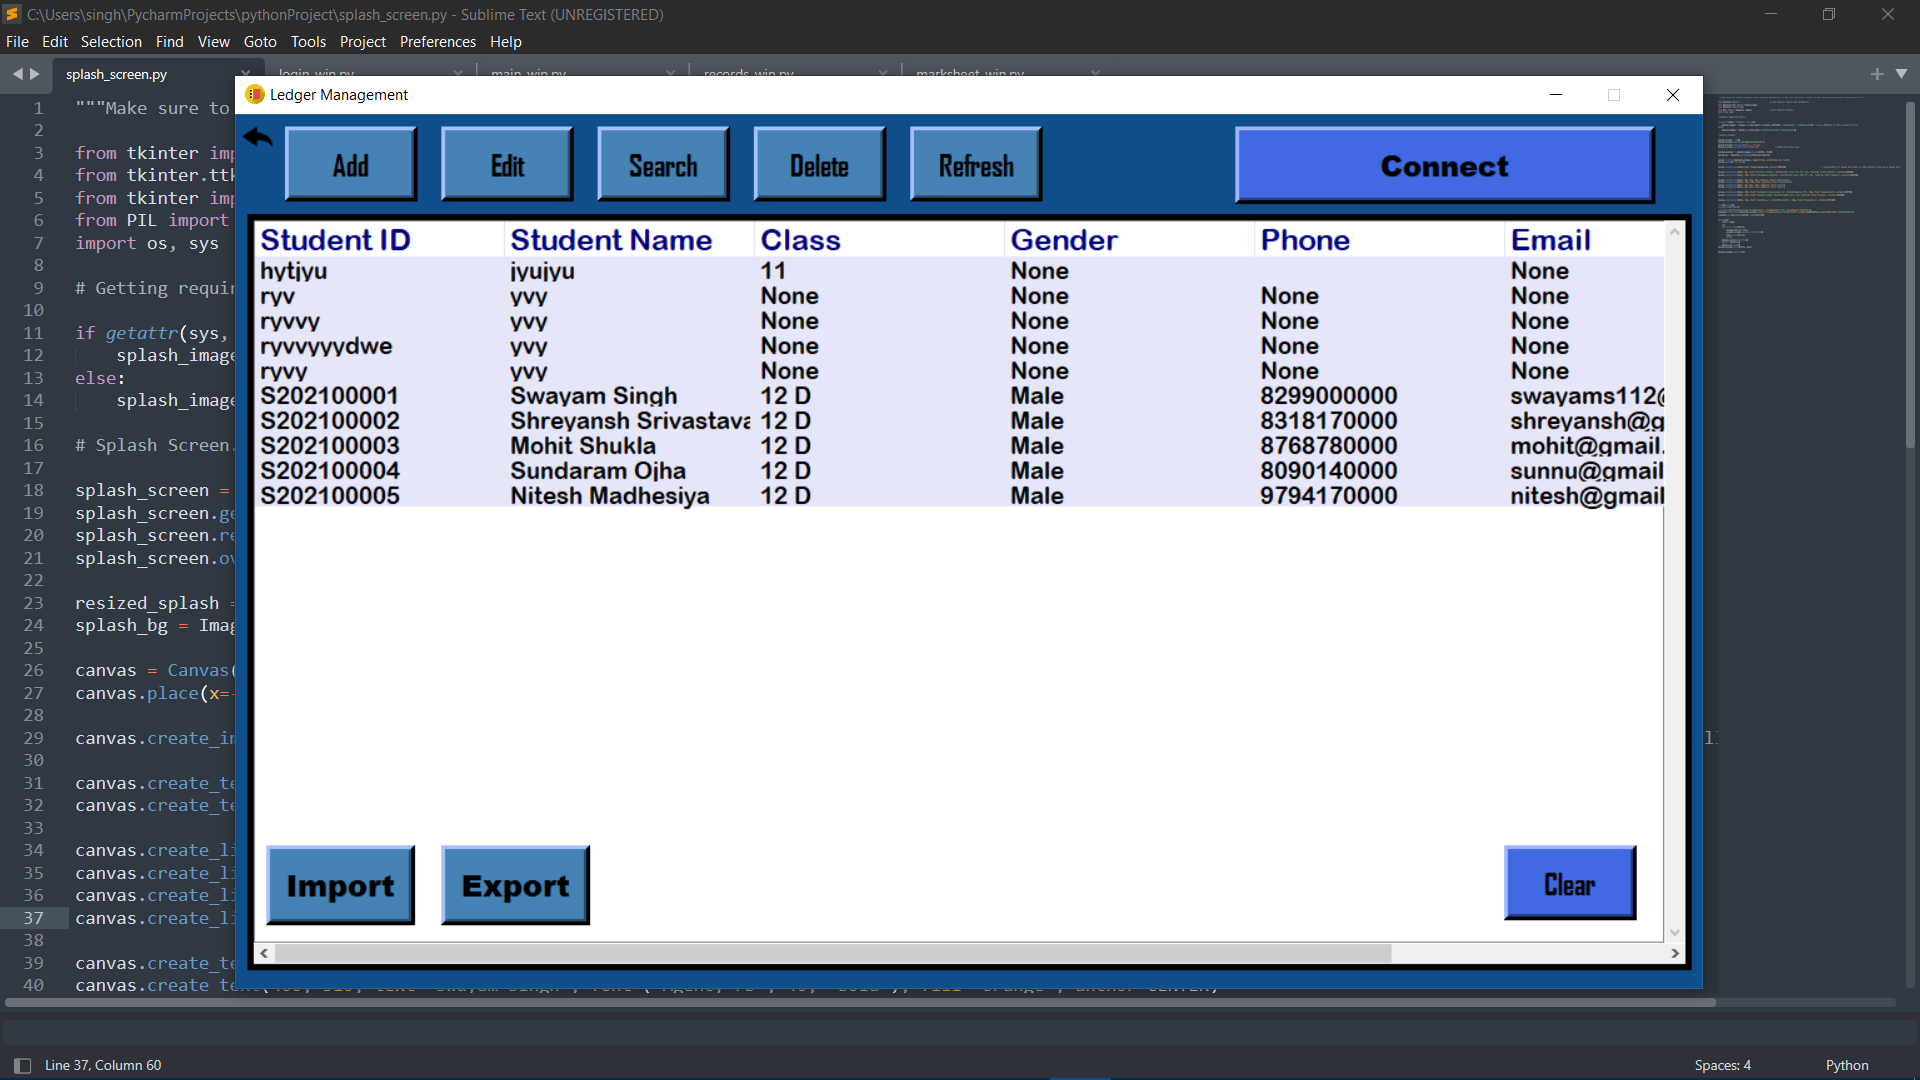 C:\Users\singh\PycharmProjects\pythonProject\splash_screen.py - Sublime Text (UNREGISTERED)
File Edit Selection Find View Goto Tools Project Preferences Help
splash_screen.py login_win.py main_win.py records_win.py marksheet_win.py
Ledger Management
Add Edit Search Delete Refresh Connect
Student ID Student Name Class Gender Phone Email
hytjyu jyujyu 11 None None
ryv yvy None None None None
ryvvy yvy None None None None
ryvvyyydwe yvy None None None None
ryvy yvy None None None None
S202100001 Swayam Singh 12 D Male 8299000000 swayams112@
S202100002 Shreyansh Srivastava 12 D Male 8318170000 shreyansh@g
S202100003 Mohit Shukla 12 D Male 8768780000 mohit@gmail.
S202100004 Sundaram Ojha 12 D Male 8090140000 sunnu@gmail
S202100005 Nitesh Madhesiya 12 D Male 9794170000 nitesh@gmail
Import Export Clear
1 """Make sure to
2
3 from tkinter imp
4 from tkinter.ttk
5 from tkinter imp
6 from PIL import
7 import os, sys
8
9 # Getting requir
10
11 if getattr(sys,
12 splash_image
13 else:
14 splash_image
15
16 # Splash Screen.
17
18 splash_screen =
19 splash_screen.ge
20 splash_screen.re
21 splash_screen.ov
22
23 resized_splash =
24 splash_bg = Imag
25
26 canvas = Canvas(
27 canvas.place(x=-
28
29 canvas.create_im
30
31 canvas.create_te
32 canvas.create_te
33
34 canvas.create_li
35 canvas.create_li
36 canvas.create_li
37 canvas.create_li
38
39 canvas.create_te
40 canvas.create_te
Line 37, Column 60 Spaces: 4 Python